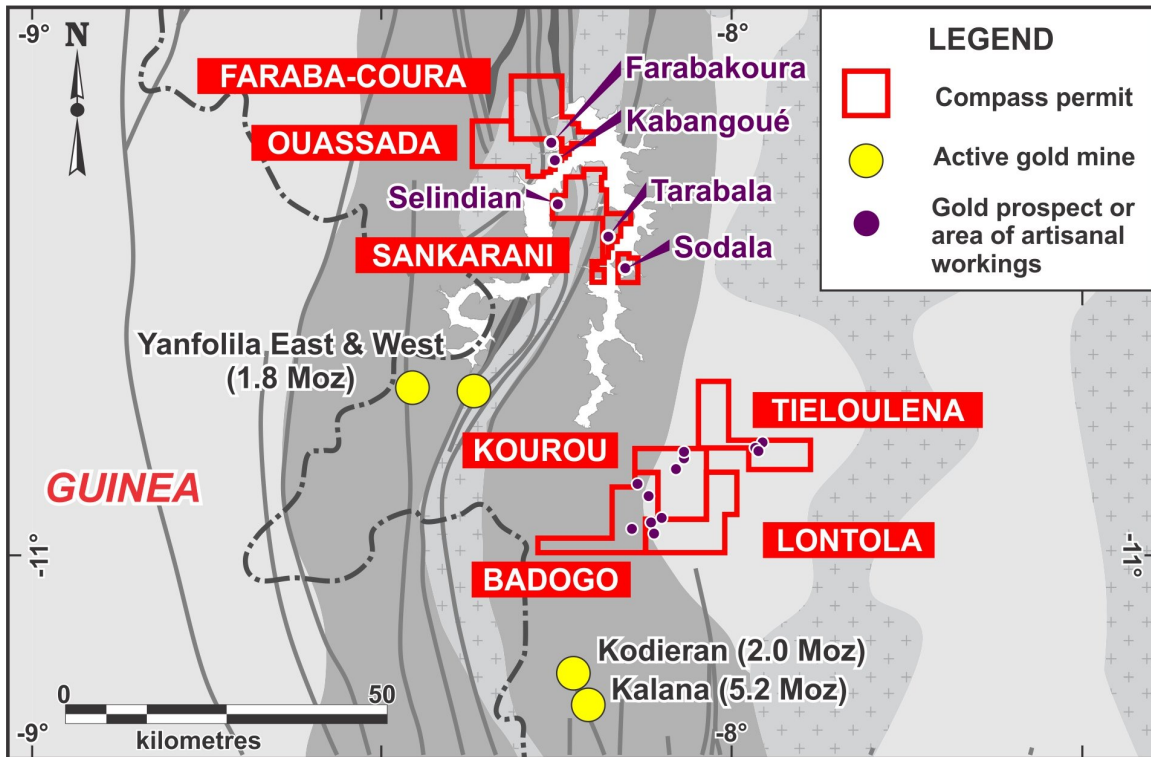 -9°
-8°
N
FARABA-COURA
Farabakoura
Kabangoué
OUASSADA
Selindian
Tarabala
SANKARANI
Sodala
LEGEND
Compass permit
Active gold mine
Gold prospect or
area of artisanal
workings
Yanfolila East & West
(1.8 Moz)
TIELOULENA
KOUROU
GUINEA
LONTOLA
-11°
-11°
BADOGO
Kodieran (2.0 Moz)
Kalana (5.2 Moz)
0
50
kilometres
-9°
-8°